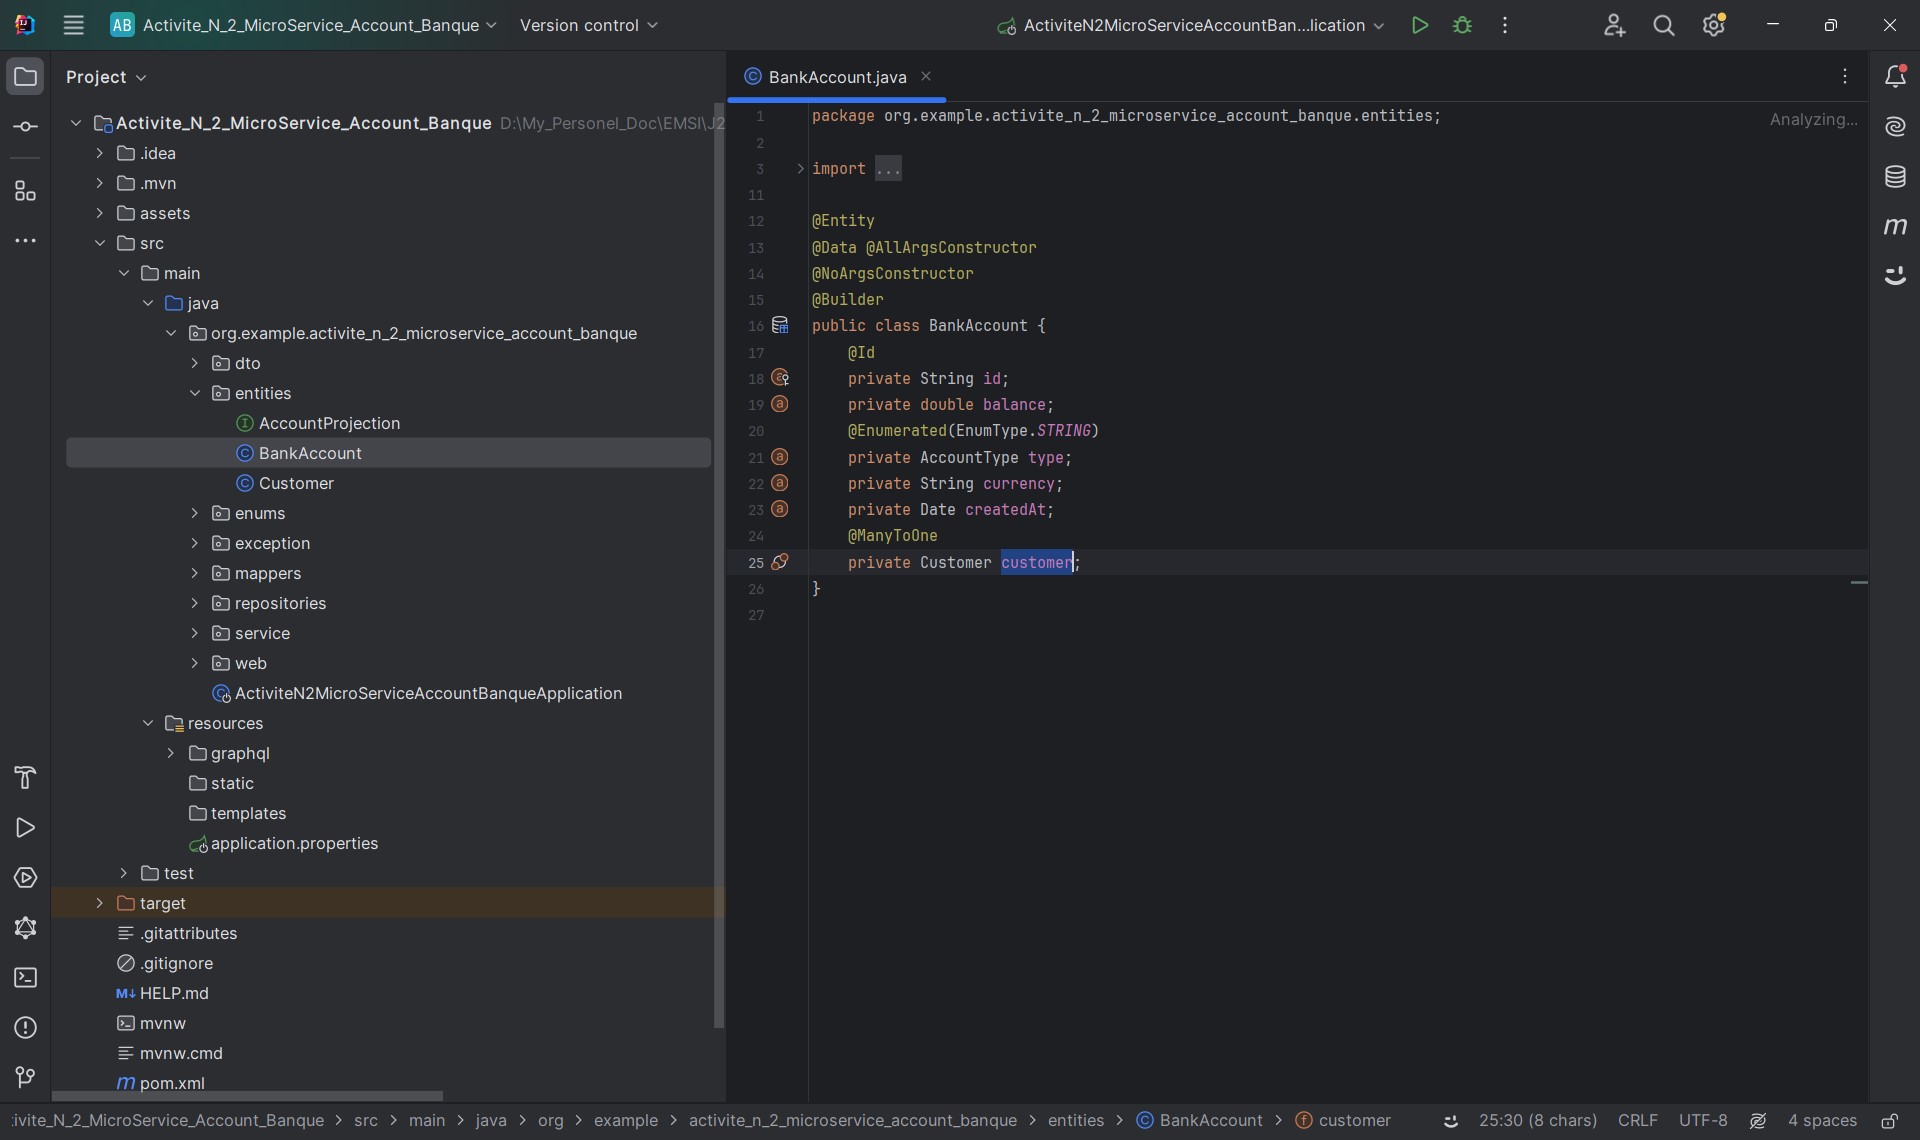 AB Activite_N_2_MicroService_Account_Banque Version control ActiviteN2MicroServiceAccountBan...lication
Project
Activite_N_2_MicroService_Account_Banque D:\My_Personel_Doc\EMSI\J2
.idea
.mvn
assets
src
main
java
org.example.activite_n_2_microservice_account_banque
dto
entities
AccountProjection
BankAccount
Customer
enums
exception
mappers
repositories
service
web
ActiviteN2MicroServiceAccountBanqueApplication
resources
graphql
static
templates
application.properties
test
target
.gitattributes
.gitignore
HELP.md
mvnw
mvnw.cmd
pom.xml
BankAccount.java
Analyzing...
1 package org.example.activite_n_2_microservice_account_banque.entities;
2
3 import ...
11
12 @Entity
13 @Data @AllArgsConstructor
14 @NoArgsConstructor
15 @Builder
16 public class BankAccount {
17 @Id
18 private String id;
19 private double balance;
20 @Enumerated(EnumType.STRING)
21 private AccountType type;
22 private String currency;
23 private Date createdAt;
24 @ManyToOne
25 private Customer customer;
26 }
27
ivite_N_2_MicroService_Account_Banque > src > main > java > org > example > activite_n_2_microservice_account_banque > entities > BankAccount > customer 25:30 (8 chars) CRLF UTF-8 4 spaces